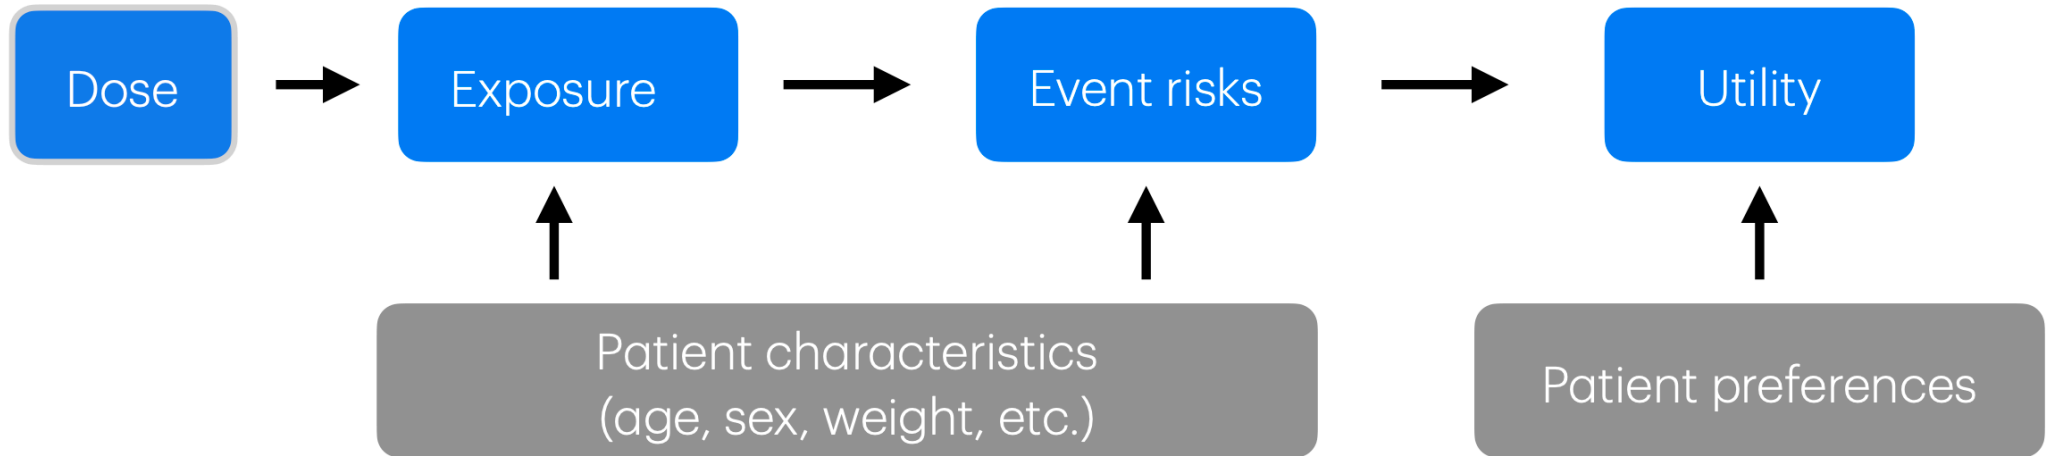 Dose
Exposure
Event risks
Utility
Patient characteristics
(age, sex, weight, etc.)
Patient preferences